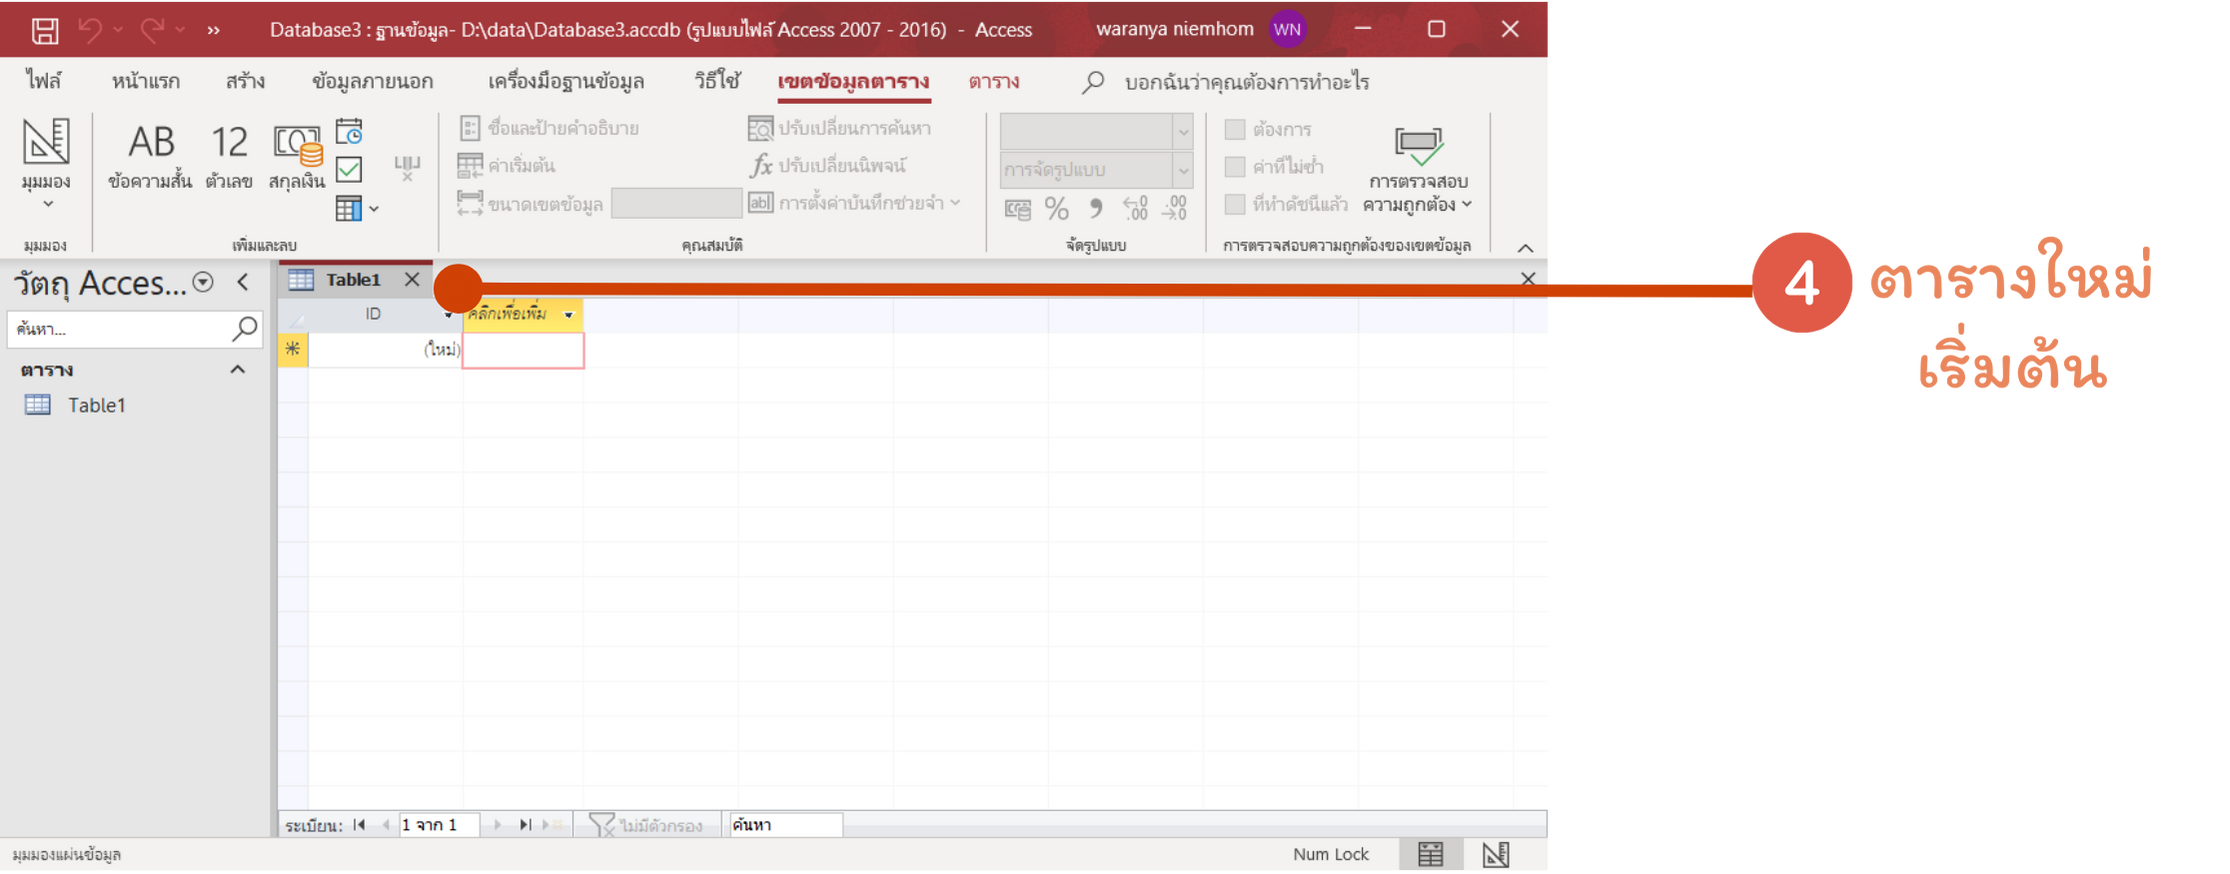 Database3 : ฐานข้อมูล- D:\data\Database3.accdb (รูปแบบไฟล์ Access 2007 - 2016) - Access waranya niemhom WN
ไฟล์ หน้าแรก สร้าง ข้อมูลภายนอก เครื่องมือฐานข้อมูล วิธีใช้ เขตข้อมูลตาราง ตาราง บอกฉันว่าคุณต้องการทำอะไร
มุมมอง
AB ข้อความสั้น
12 ตัวเลข
สกุลเงิน
ชื่อและป้ายคำอธิบาย
ค่าเริ่มต้น
ขนาดเขตข้อมูล
ปรับเปลี่ยนการค้นหา
fx ปรับเปลี่ยนนิพจน์
ab การตั้งค่าบันทึกช่วยจำ
การจัดรูปแบบ
% 9 .00 .0 .00 .0
ต้องการ
ค่าที่ไม่ซ้ำ
ที่ทำดัชนีแล้ว
การตรวจสอบ
ความถูกต้อง
มุมมอง เพิ่มและลบ คุณสมบัติ จัดรูปแบบ การตรวจสอบความถูกต้องของเขตข้อมูล
วัตถุ Acces...
ค้นหา...
ตาราง
Table1
Table1
ID คลิกเพื่อเพิ่ม
(ใหม่)
4 ตารางใหม่
เริ่มต้น
ระเบียน: 1 จาก 1 ไม่มีตัวกรอง ค้นหา
มุมมองแผ่นข้อมูล Num Lock